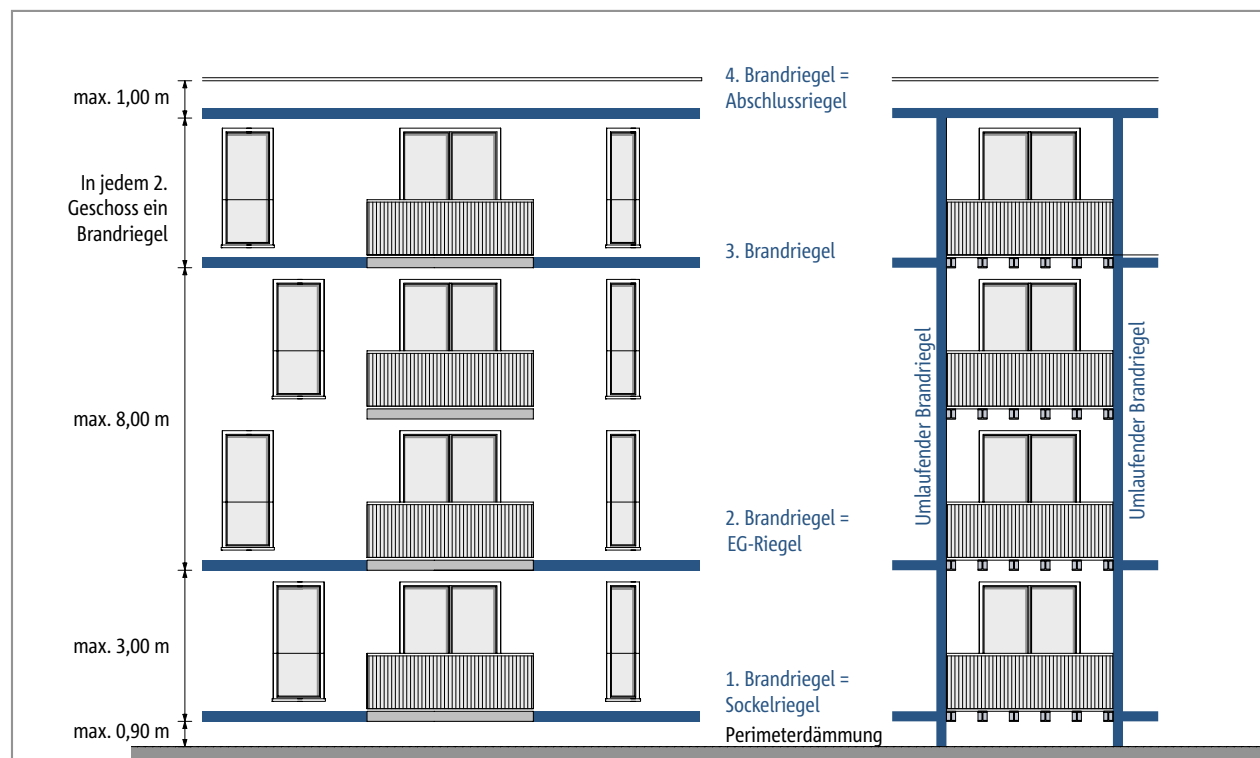 max. 1,00 m
In jedem 2.
Geschoss ein
Brandriegel
max. 8,00 m
max. 3,00 m
max. 0,90 m
4. Brandriegel =
Abschlussriegel
3. Brandriegel
2. Brandriegel =
EG-Riegel
1. Brandriegel =
Sockelriegel
Perimeterdämmung
Umlaufender Brandriegel
Umlaufender Brandriegel